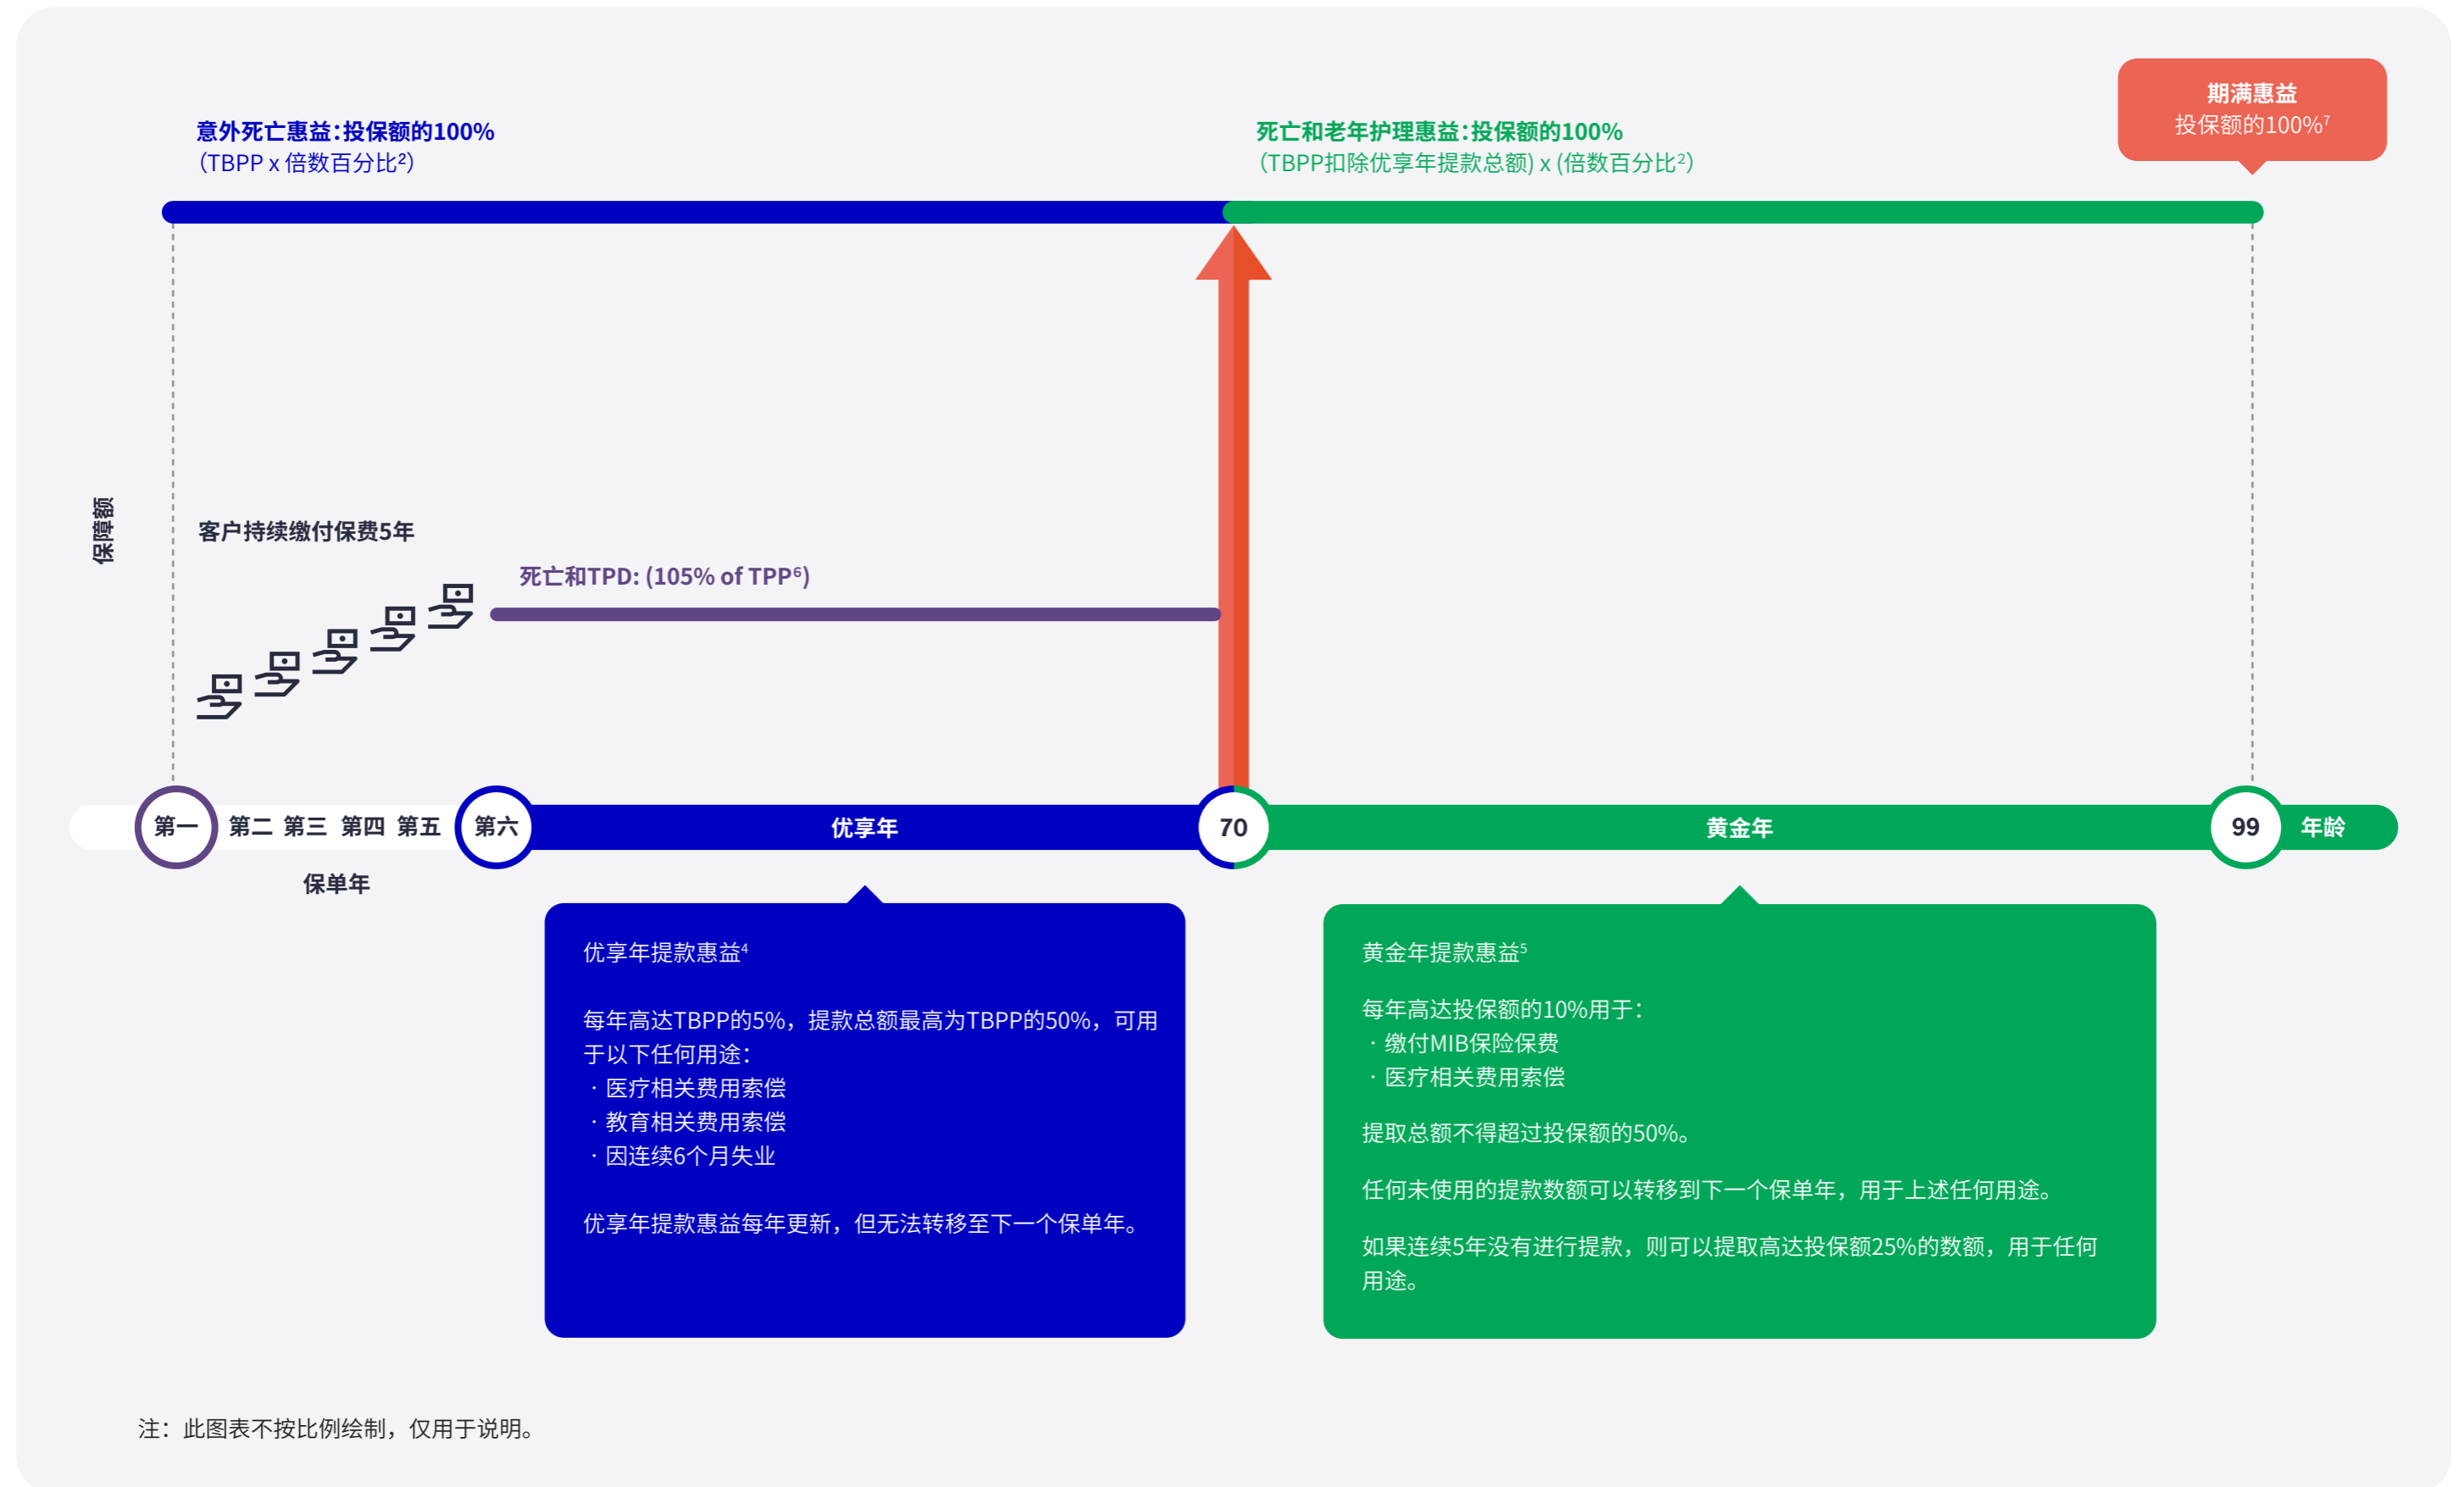 期满惠益
投保额的100%⁷
意外死亡惠益：投保额的100%
（TBPP x 倍数百分比²）
死亡和老年护理惠益：投保额的100%
（TBPP扣除优享年提款总额) x (倍数百分比²）
保障额
客户持续缴付保费5年
死亡和TPD: (105% of TPP⁶)
第一 第二 第三 第四 第五 第六 优享年 70 黄金年 99 年龄
保单年
优享年提款惠益⁴
每年高达TBPP的5%，提款总额最高为TBPP的50%，可用
于以下任何用途：
· 医疗相关费用索偿
· 教育相关费用索偿
· 因连续6个月失业
优享年提款惠益每年更新，但无法转移至下一个保单年。
黄金年提款惠益⁵
每年高达投保额的10%用于：
· 缴付MIB保险保费
· 医疗相关费用索偿
提取总额不得超过投保额的50%。
任何未使用的提款数额可以转移到下一个保单年，用于上述任何用途。
如果连续5年没有进行提款，则可以提取高达投保额25%的数额，用于任何
用途。
注：此图表不按比例绘制，仅用于说明。